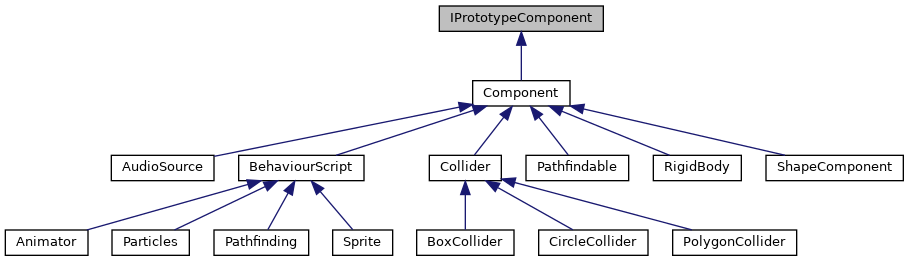 IPrototypeComponent
Component
AudioSource
BehaviourScript
Collider
Pathfindable
RigidBody
ShapeComponent
Animator
Particles
Pathfinding
Sprite
BoxCollider
CircleCollider
PolygonCollider